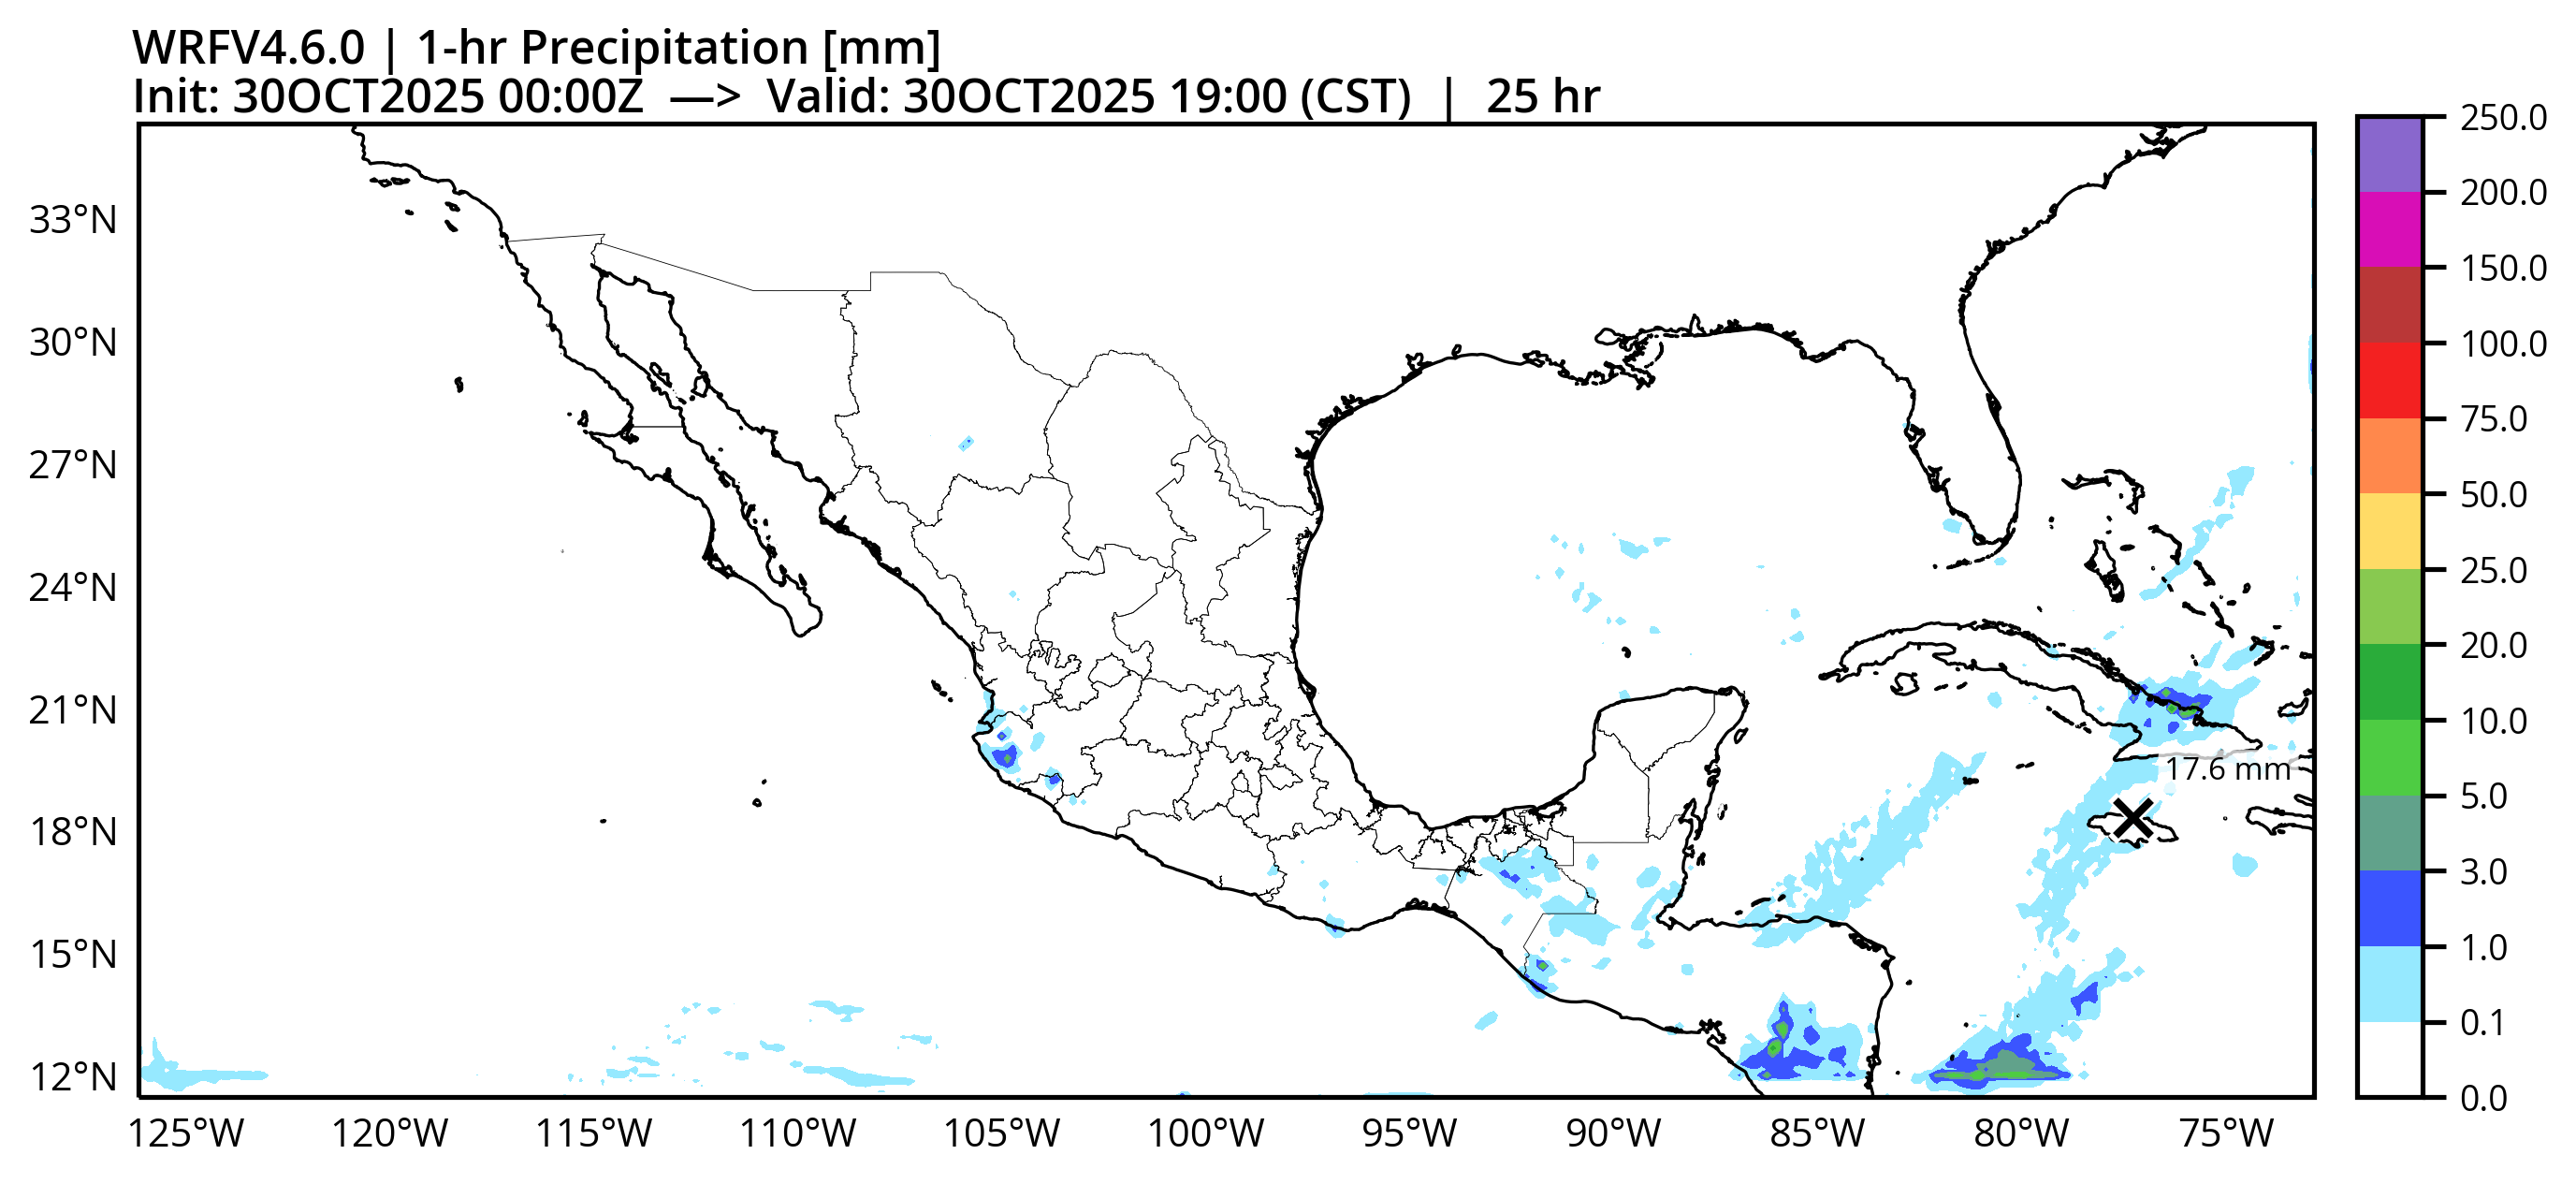 WRFV4.6.0 | 1-hr Precipitation [mm]
Init: 30OCT2025 00:00Z —> Valid: 30OCT2025 19:00 (CST) | 25 hr
33°N
30°N
27°N
24°N
21°N
18°N
15°N
12°N
125°W 120°W 115°W 110°W 105°W 100°W 95°W 90°W 85°W 80°W 75°W
17.6 mm
250.0
200.0
150.0
100.0
75.0
50.0
25.0
20.0
10.0
5.0
3.0
1.0
0.1
0.0